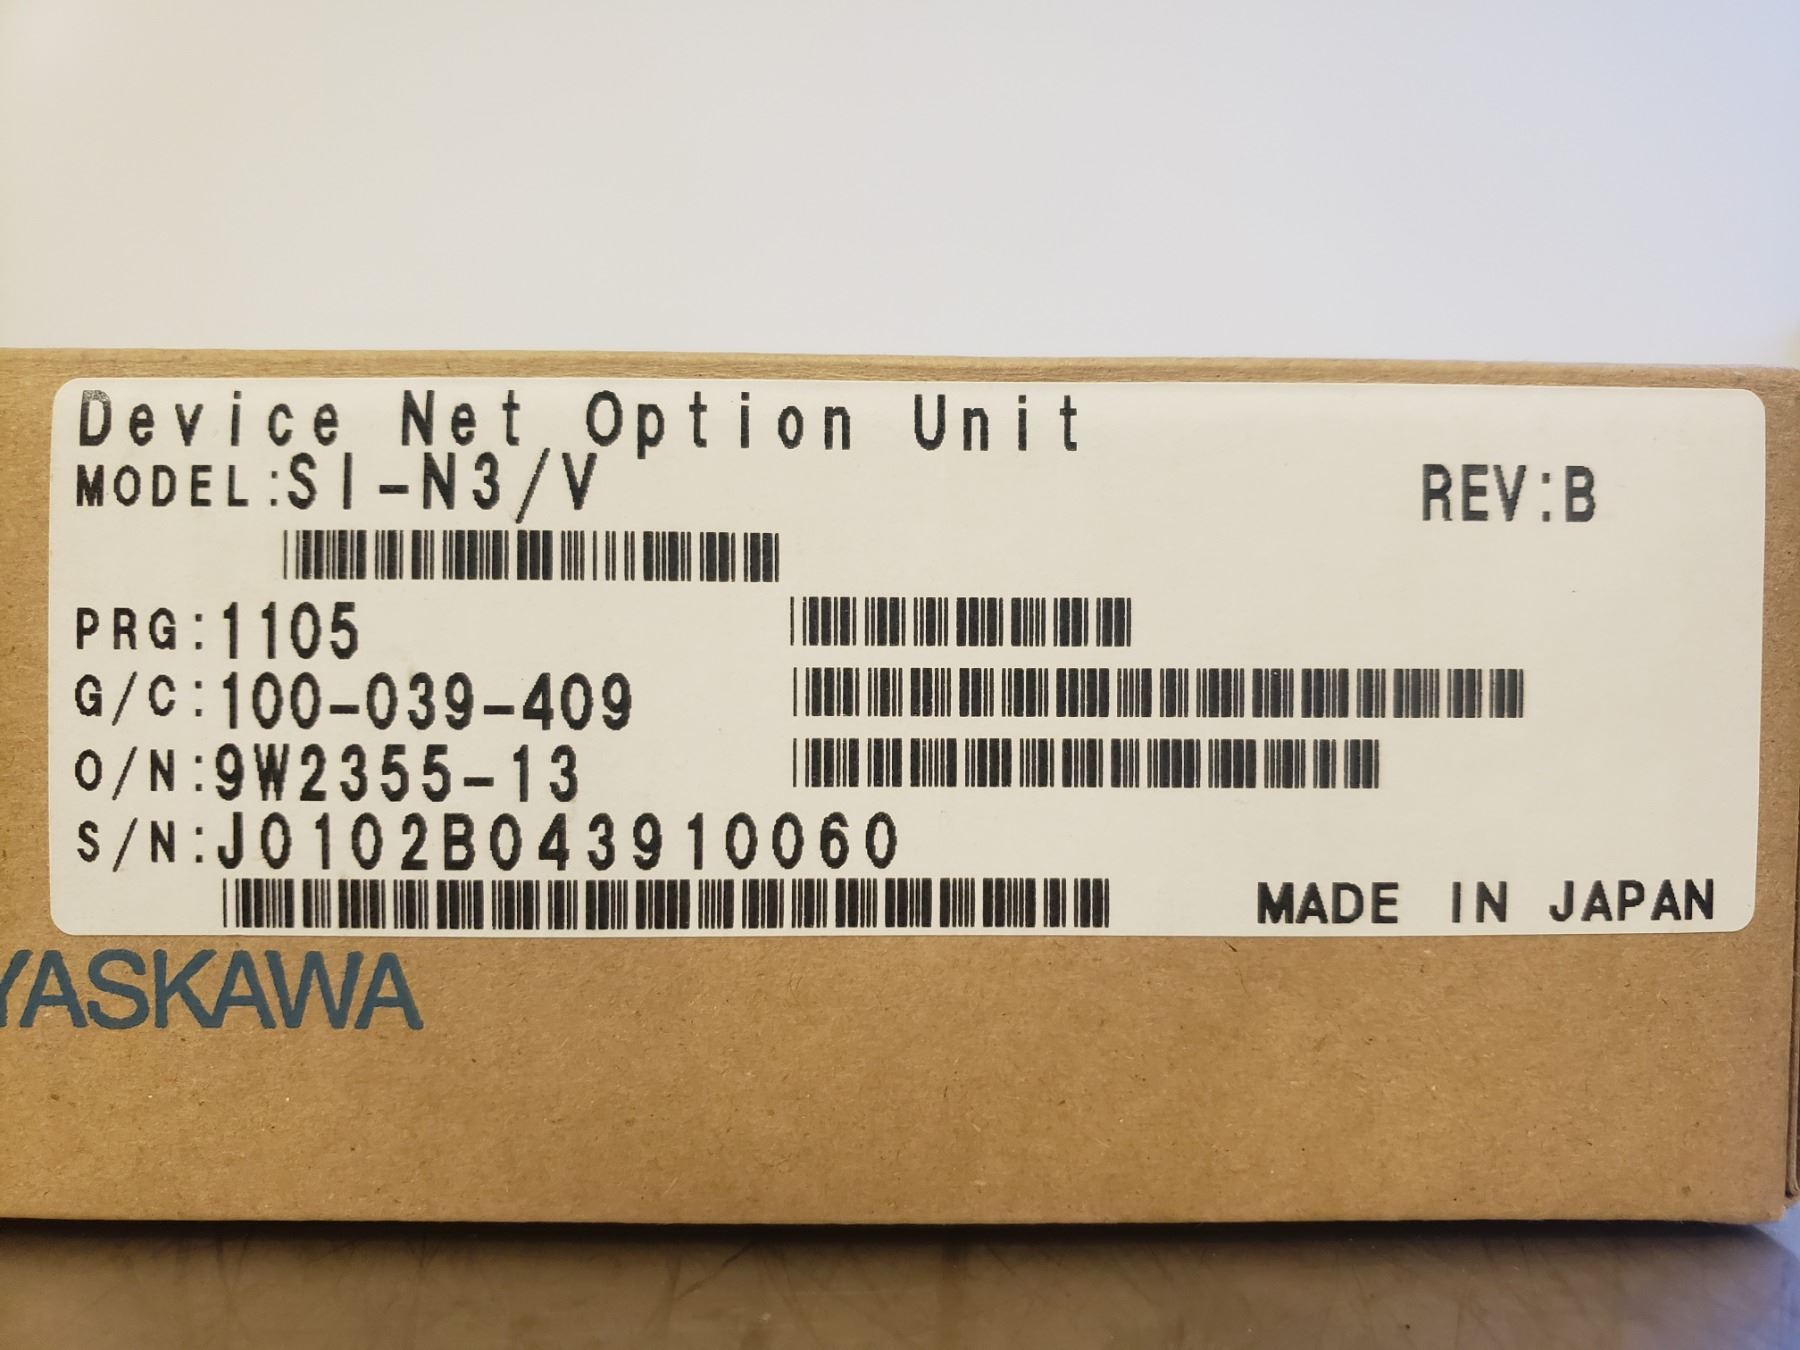 Device Net Option Unit
MODEL:SI-N3/V
REV:B
PRG:1105
G/C:100-039-409
O/N:9W2355-13
S/N:J0102B043910060
MADE IN JAPAN
YASKAWA